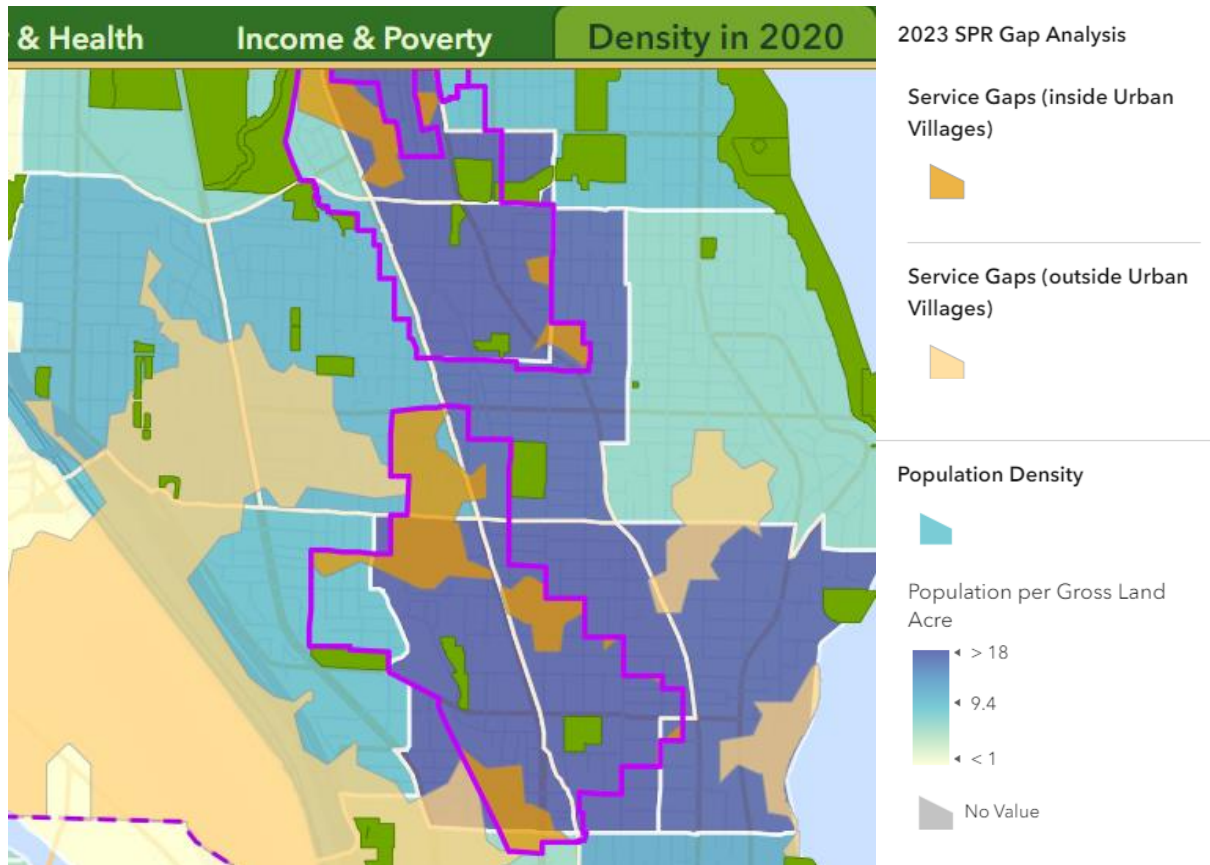 & Health
Income & Poverty
Density in 2020
2023 SPR Gap Analysis
Service Gaps (inside Urban
Villages)
Service Gaps (outside Urban
Villages)
Population Density
Population per Gross Land
Acre
> 18
9.4
< 1
No Value